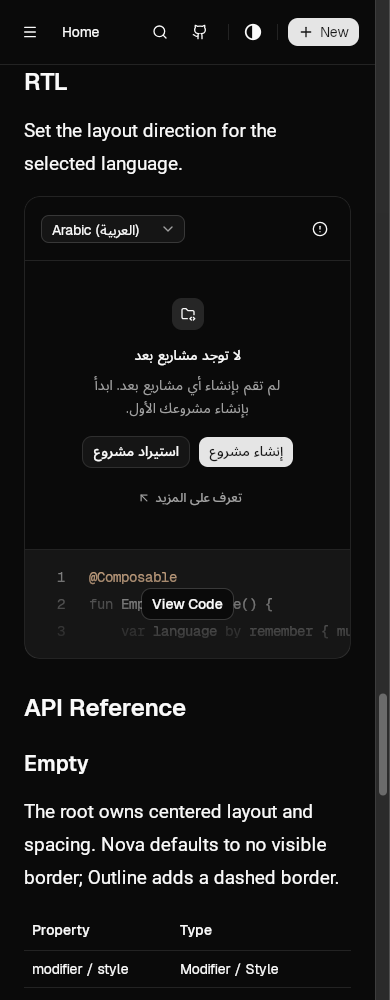 Home
New
RTL
Set the layout direction for the
selected language.
Arabic (العربية)
لا توجد مشاريع بعد
لم تقم بإنشاء أي مشاريع بعد. ابدأ
بإنشاء مشروعك الأول.
إنشاء مشروع
استيراد مشروع
تعرف على المزيد
1 @Composable
2 fun Emp e() {
View Code
3 var language by remember { mu
API Reference
Empty
The root owns centered layout and
spacing. Nova defaults to no visible
border; Outline adds a dashed border.
Property Type
modifier / style Modifier / Style